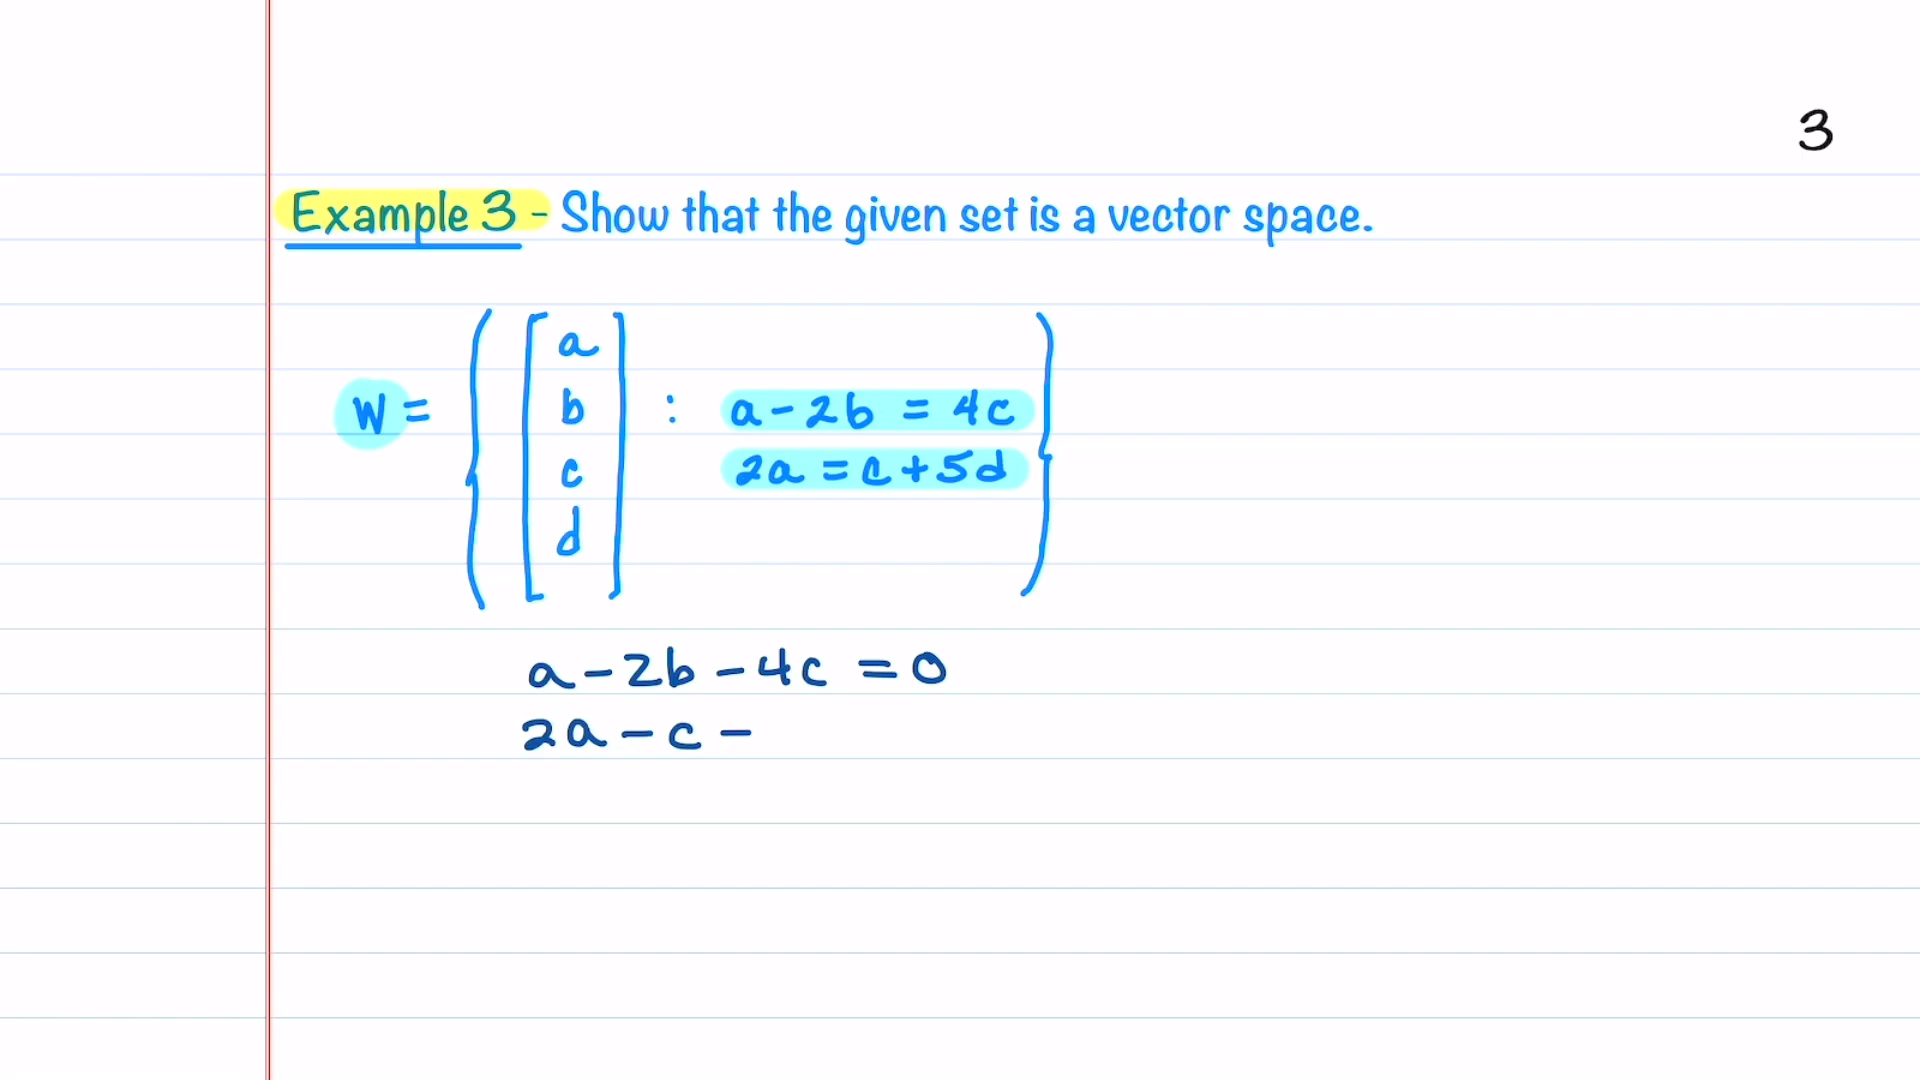 3
Example 3 - Show that the given set is a vector space.
W = { [ a b c d ] : a - 2b = 4c
2a = c + 5d }
a - 2b - 4c = 0
2a - c -